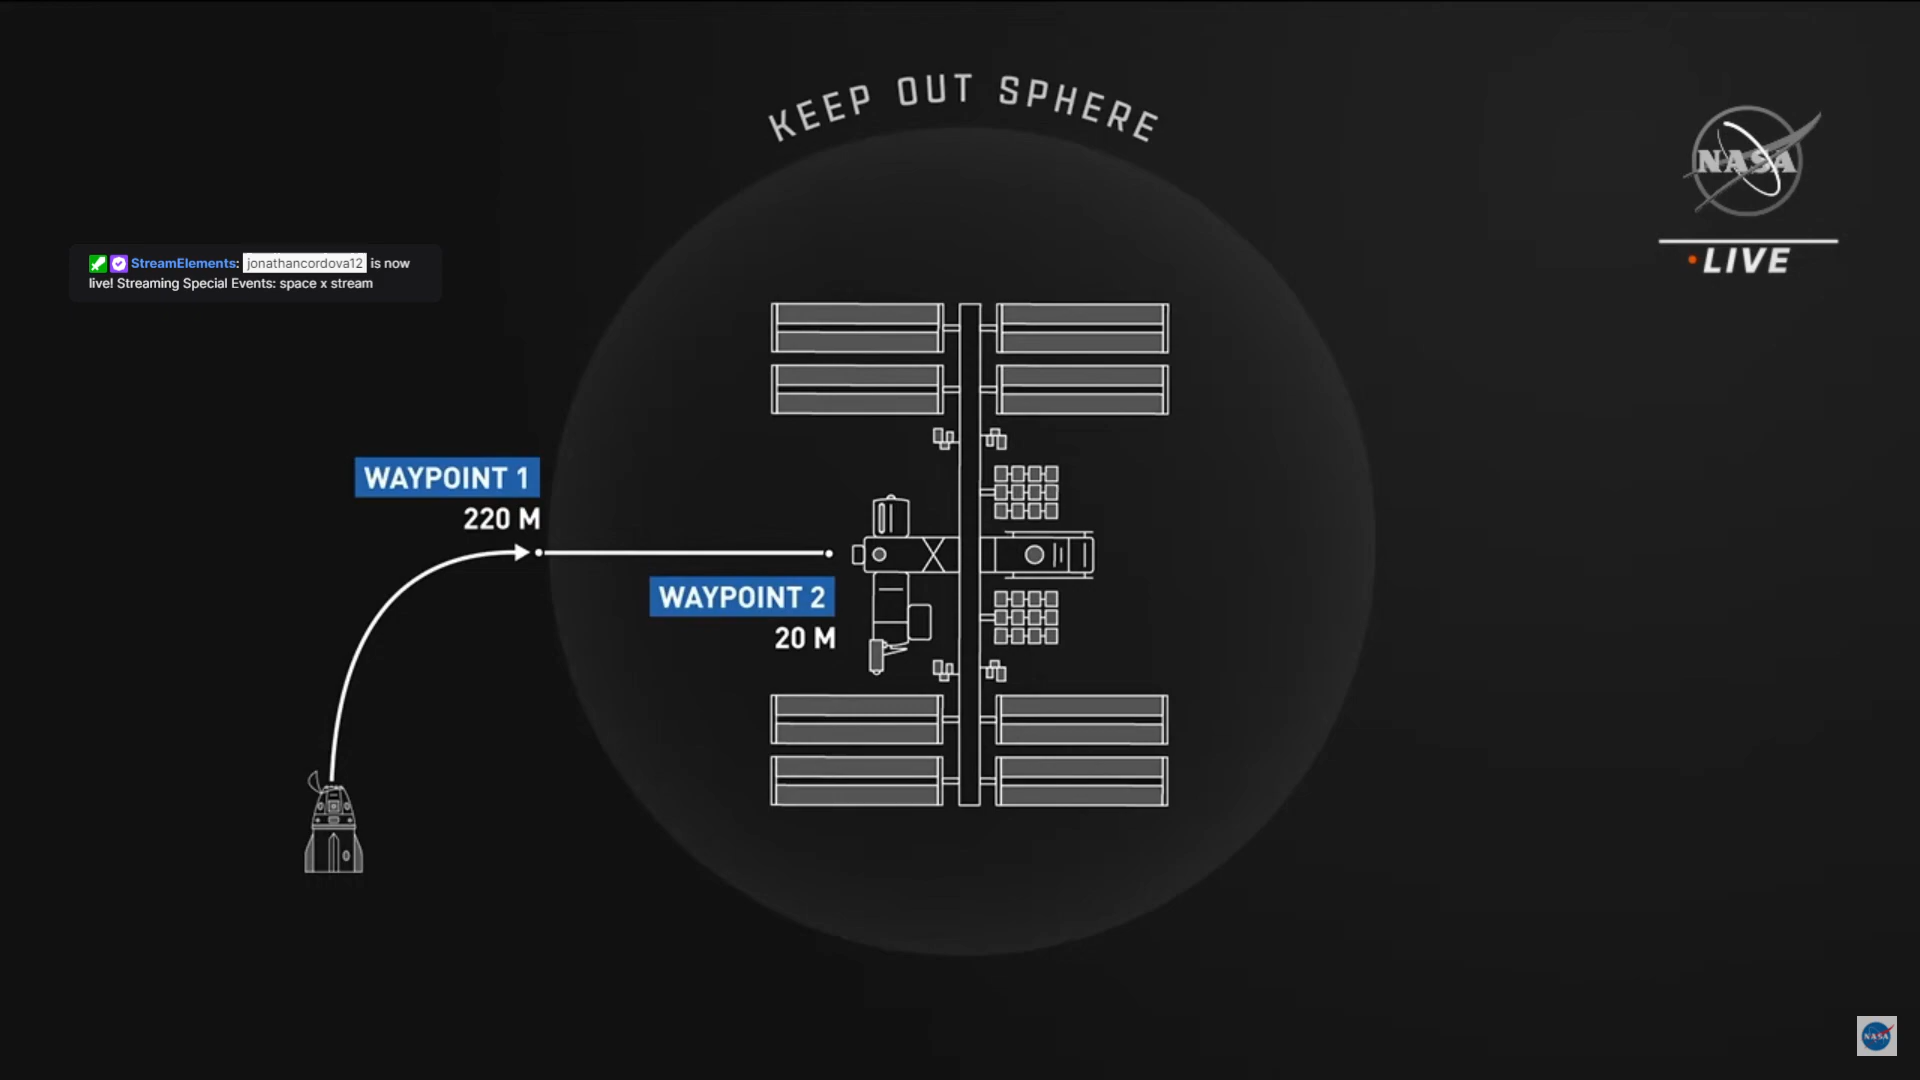 KEEP OUT SPHERE
NASA
LIVE
StreamElements: jonathancordova12 is now
live! Streaming Special Events: space x stream
WAYPOINT 1
220 M
WAYPOINT 2
20 M
NASA